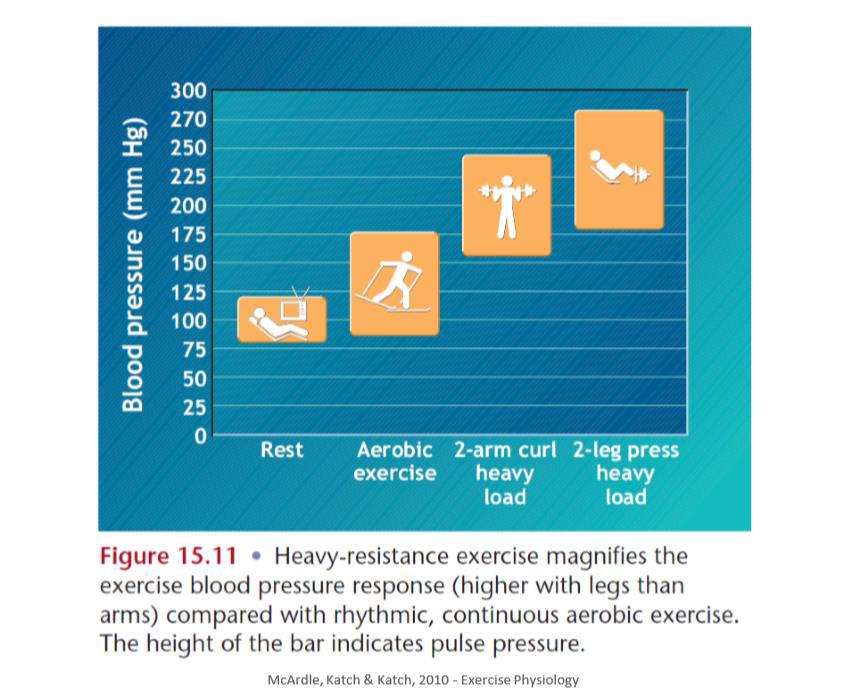 Blood pressure (mm Hg)
300
270
250
225
200
175
150
125
100
75
50
25
0
Rest
Aerobic
exercise
2-arm curl
heavy
load
2-leg press
heavy
load
Figure 15.11 • Heavy-resistance exercise magnifies the
exercise blood pressure response (higher with legs than
arms) compared with rhythmic, continuous aerobic exercise.
The height of the bar indicates pulse pressure.
McArdle, Katch & Katch, 2010 - Exercise Physiology